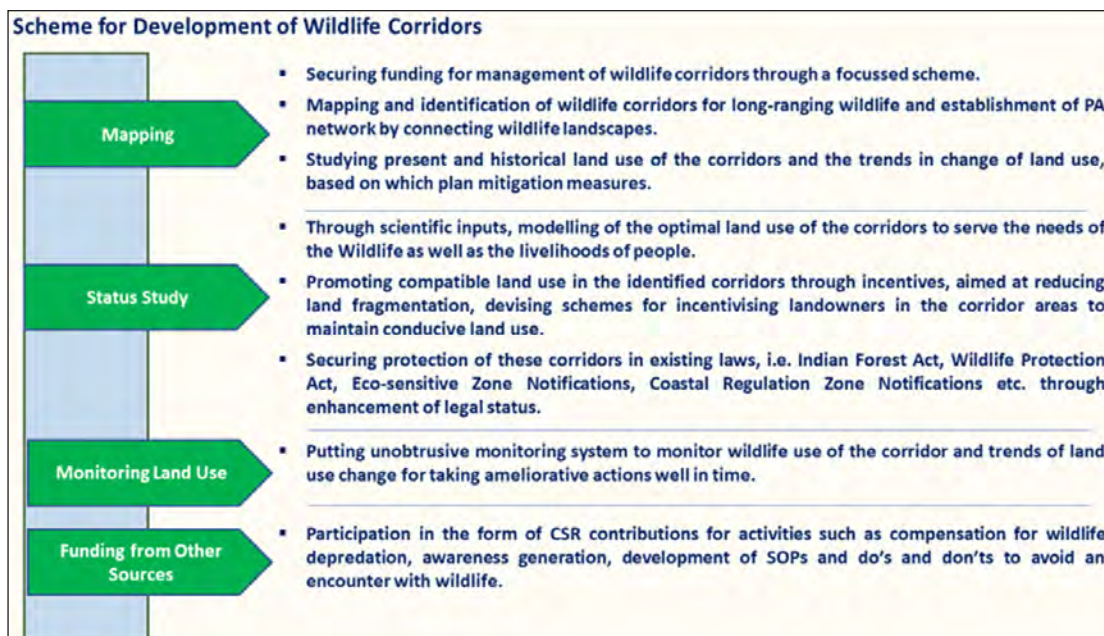 Scheme for Development of Wildlife Corridors
Mapping
▪ Securing funding for management of wildlife corridors through a focussed scheme.
▪ Mapping and identification of wildlife corridors for long-ranging wildlife and establishment of PA
network by connecting wildlife landscapes.
▪ Studying present and historical land use of the corridors and the trends in change of land use,
based on which plan mitigation measures.
Status Study
▪ Through scientific inputs, modelling of the optimal land use of the corridors to serve the needs of
the Wildlife as well as the livelihoods of people.
▪ Promoting compatible land use in the identified corridors through incentives, aimed at reducing
land fragmentation, devising schemes for incentivising landowners in the corridor areas to
maintain conducive land use.
▪ Securing protection of these corridors in existing laws, i.e. Indian Forest Act, Wildlife Protection
Act, Eco-sensitive Zone Notifications, Coastal Regulation Zone Notifications etc. through
enhancement of legal status.
Monitoring Land Use
▪ Putting unobtrusive monitoring system to monitor wildlife use of the corridor and trends of land
use change for taking ameliorative actions well in time.
Funding from Other
Sources
▪ Participation in the form of CSR contributions for activities such as compensation for wildlife
depredation, awareness generation, development of SOPs and do's and don'ts to avoid an
encounter with wildlife.